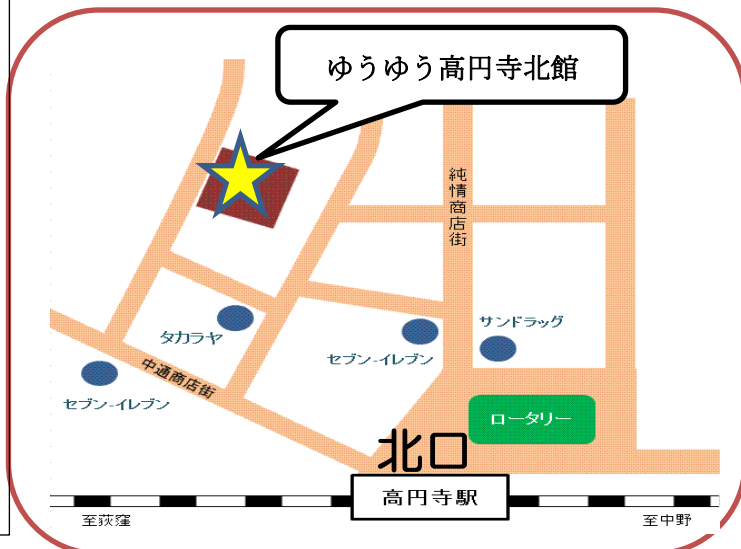 ゆうゆう高円寺北館
純情商店街
タカラヤ
サンドラッグ
セブン-イレブン
中通商店街
セブン-イレブン
ロータリー
北口
高円寺駅
至荻窪
至中野